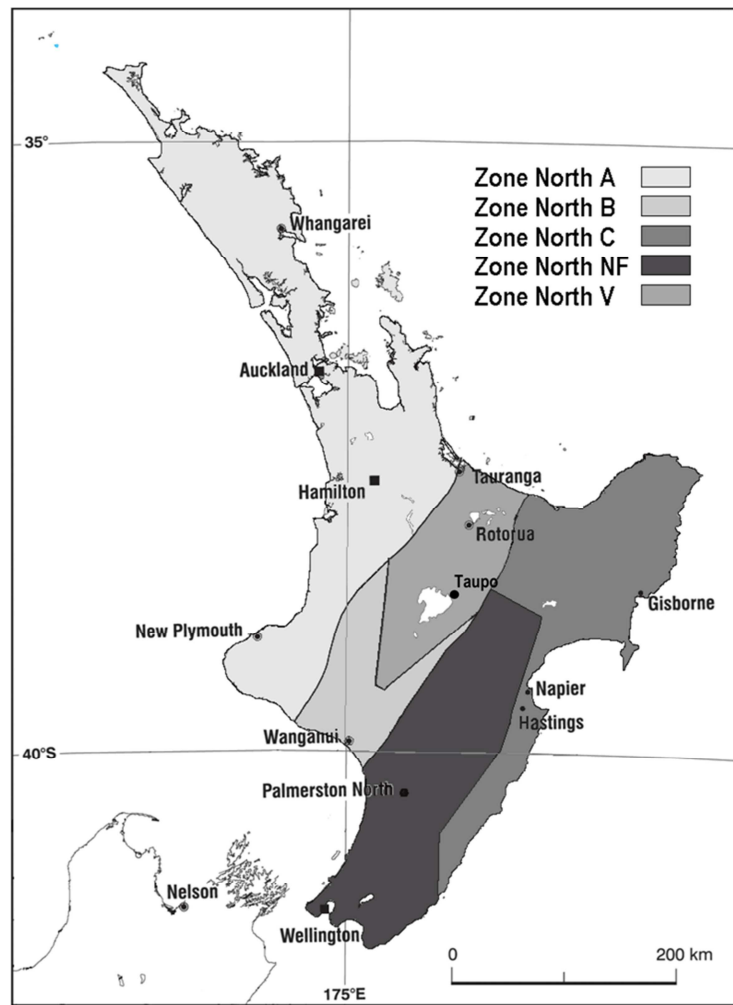 35°
Zone North A
Zone North B
Zone North C
Zone North NF
Zone North V
Whangarei
Auckland
Tauranga
Hamilton
Rotorua
Taupo
Gisborne
New Plymouth
Napier
Hastings
Wanganui
40°S
Palmerston North
Nelson
Wellington
0 200 km
175°E